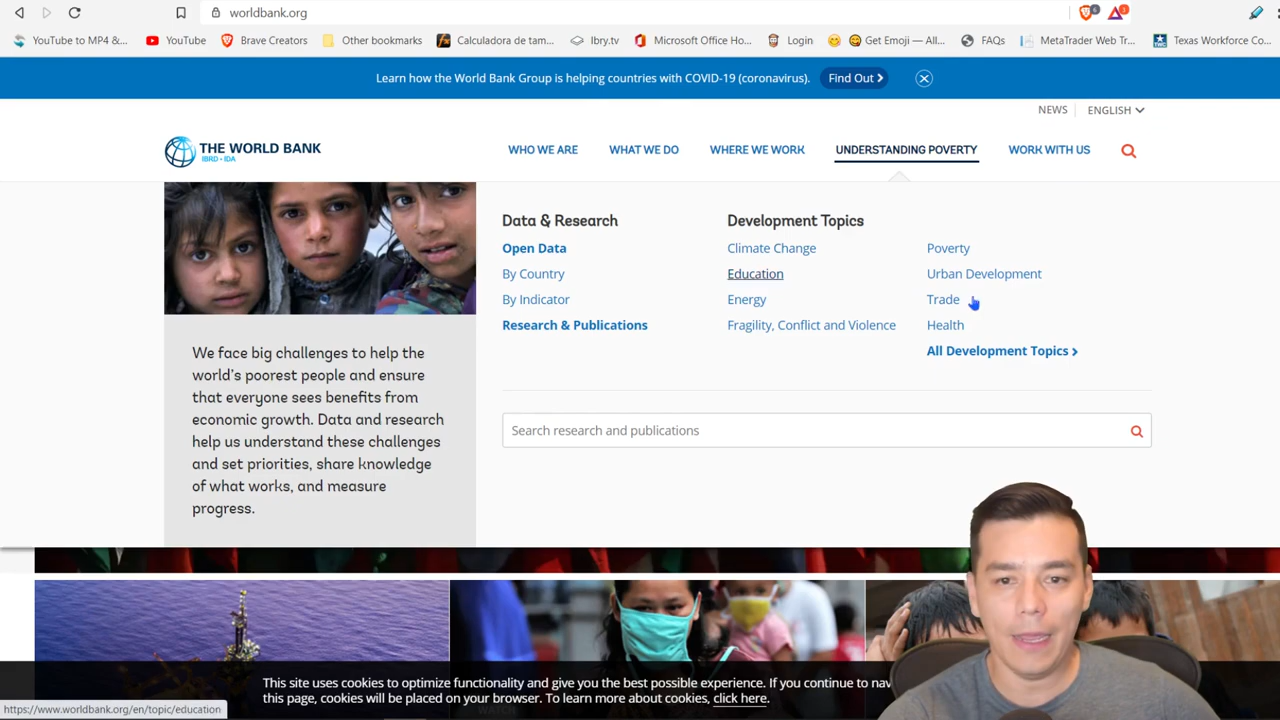 worldbank.org
6
3
YouTube to MP4 &...
YouTube
Brave Creators
Other bookmarks
Calculadora de tam...
lbry.tv
Microsoft Office Ho...
Login
Get Emoji — All...
FAQs
MetaTrader Web Tr...
Texas Workforce Co...
Learn how the World Bank Group is helping countries with COVID-19 (coronavirus).
Find Out
NEWS
ENGLISH
THE WORLD BANK
IBRD • IDA
WHO WE ARE
WHAT WE DO
WHERE WE WORK
UNDERSTANDING POVERTY
WORK WITH US
Data & Research
Open Data
By Country
By Indicator
Research & Publications
Development Topics
Climate Change
Education
Energy
Fragility, Conflict and Violence
Poverty
Urban Development
Trade
Health
All Development Topics
We face big challenges to help the
world's poorest people and ensure
that everyone sees benefits from
economic growth. Data and research
help us understand these challenges
and set priorities, share knowledge
of what works, and measure
progress.
Search research and publications
This site uses cookies to optimize functionality and give you the best possible experience. If you continue to nav
this page, cookies will be placed on your browser. To learn more about cookies, click here.
https://www.worldbank.org/en/topic/education